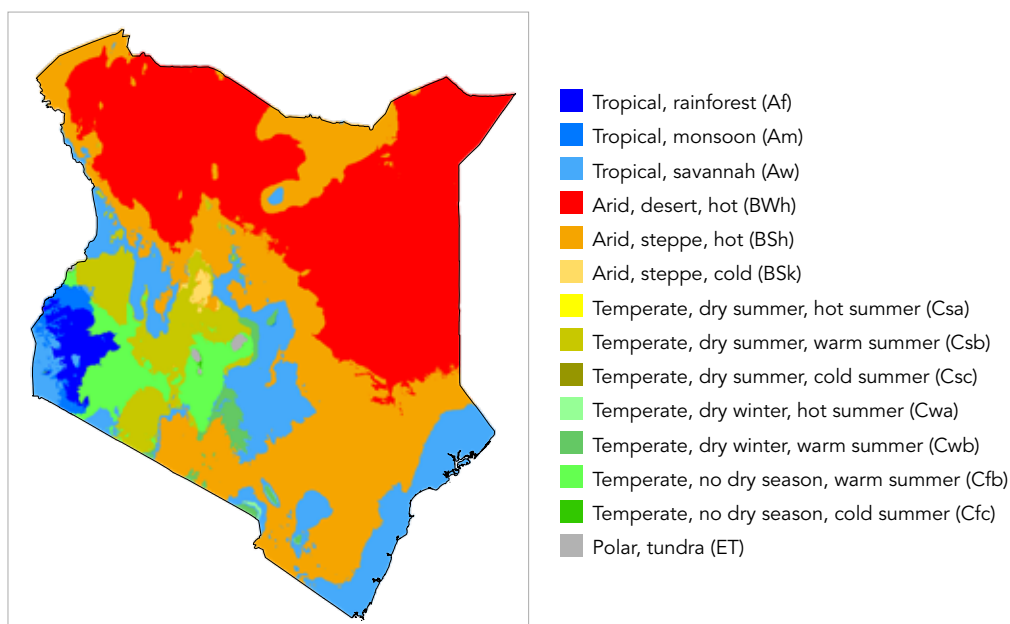 Tropical, rainforest (Af)
Tropical, monsoon (Am)
Tropical, savannah (Aw)
Arid, desert, hot (BWh)
Arid, steppe, hot (BSh)
Arid, steppe, cold (BSk)
Temperate, dry summer, hot summer (Csa)
Temperate, dry summer, warm summer (Csb)
Temperate, dry summer, cold summer (Csc)
Temperate, dry winter, hot summer (Cwa)
Temperate, dry winter, warm summer (Cwb)
Temperate, no dry season, warm summer (Cfb)
Temperate, no dry season, cold summer (Cfc)
Polar, tundra (ET)